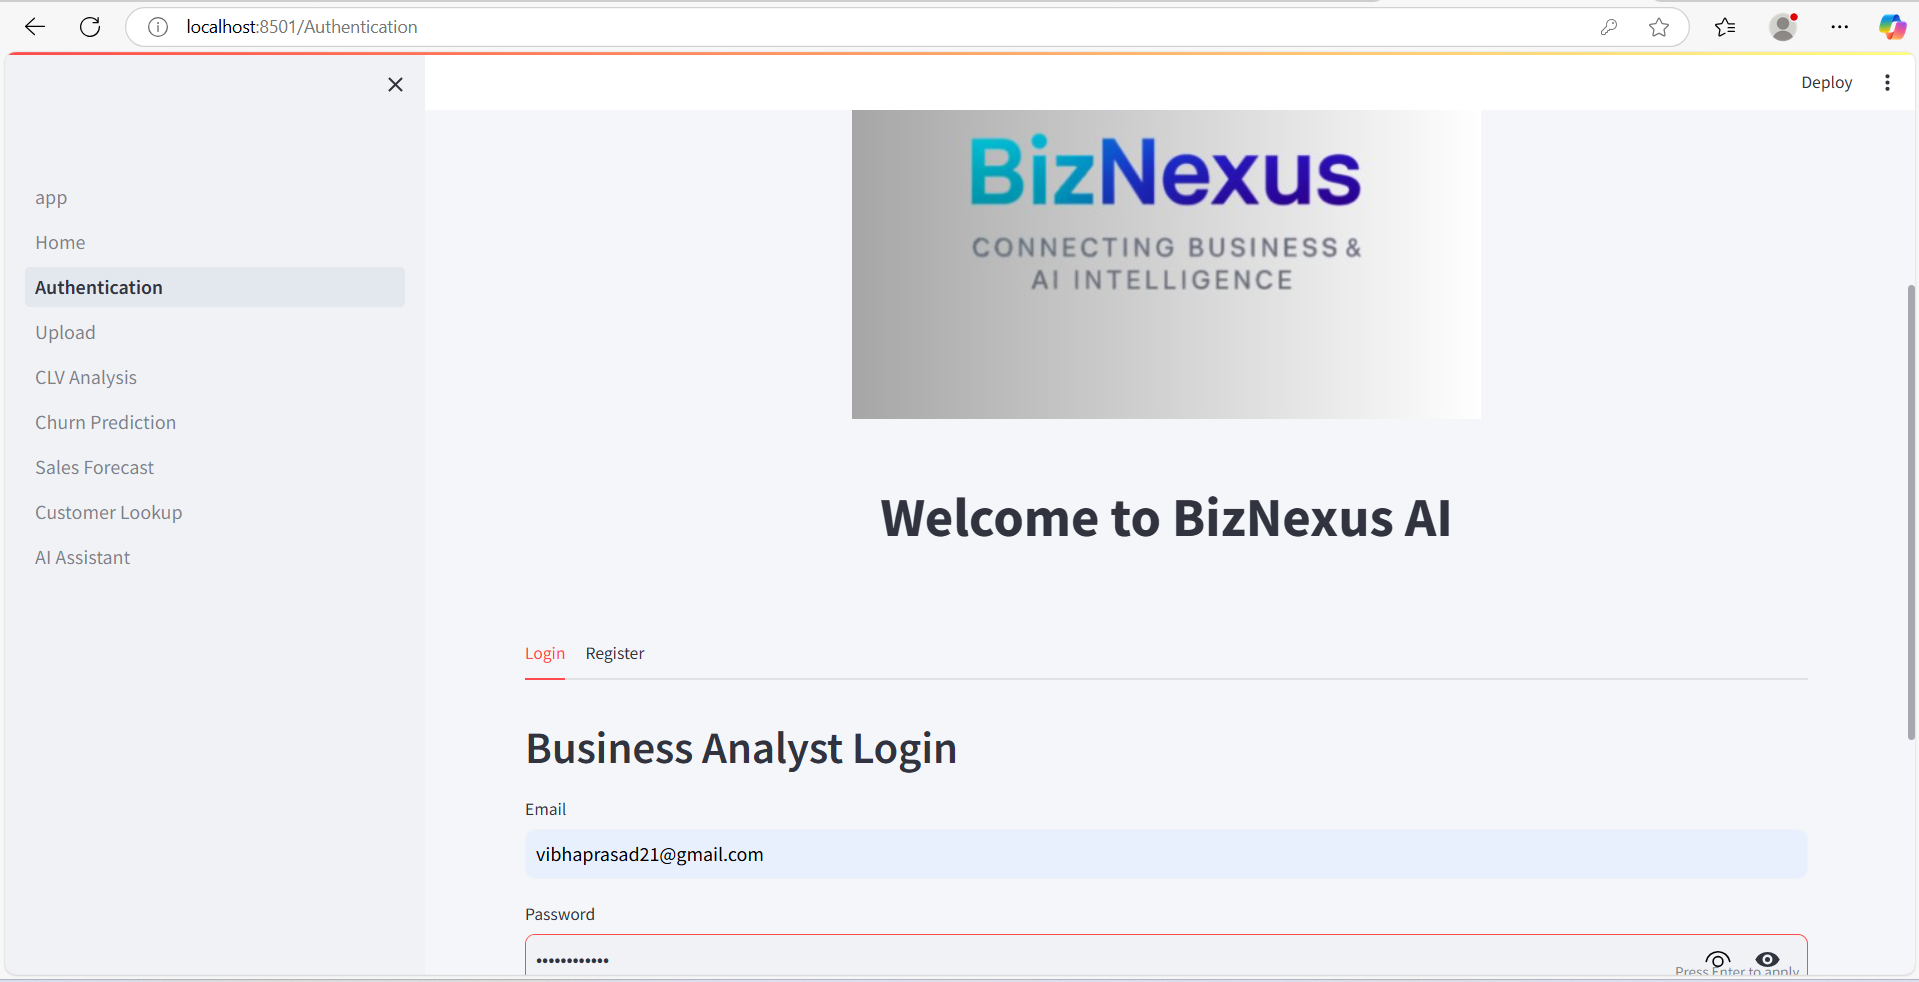 localhost:8501/Authentication
Deploy
app
Home
Authentication
Upload
CLV Analysis
Churn Prediction
Sales Forecast
Customer Lookup
AI Assistant
BizNexus
CONNECTING BUSINESS &
AI INTELLIGENCE
Welcome to BizNexus AI
Login Register
Business Analyst Login
Email
vibhaprasad21@gmail.com
Password
••••••••••••
Press Enter to apply